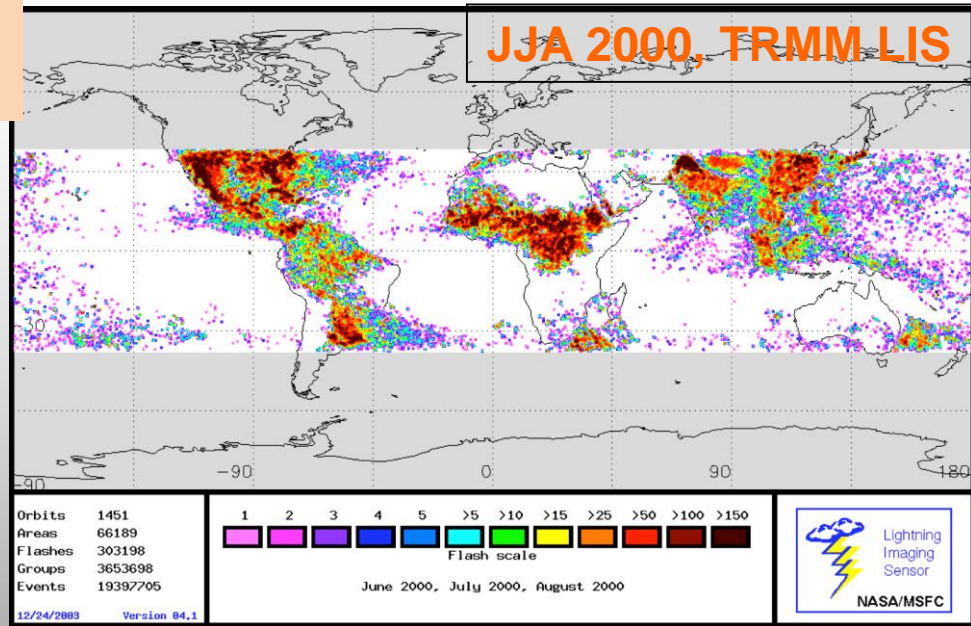 JJA 2000, TRMM LIS
-30
-90
-90 0 90 180
Orbits 1451
Areas 66189
Flashes 303198
Groups 3653698
Events 19397705
12/24/2003 Version 04.1
1 2 3 4 5 >5 >10 >15 >25 >50 >100 >150
Flash scale
June 2000, July 2000, August 2000
Lightning
Imaging
Sensor
NASA/MSFC